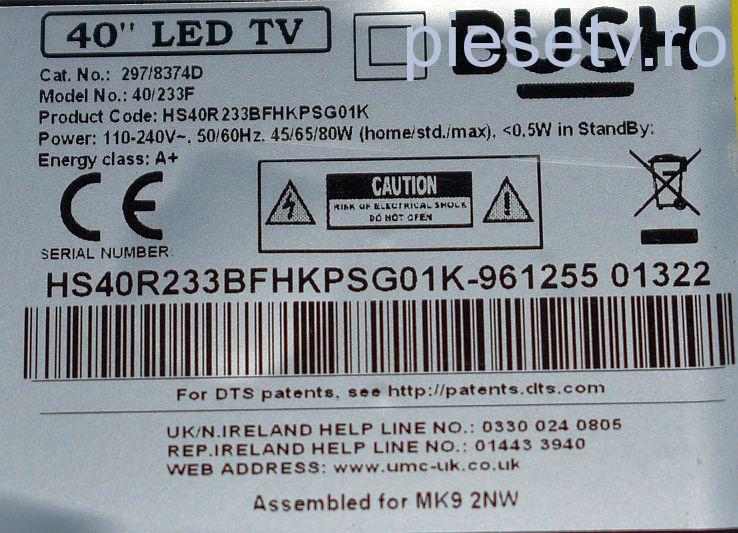 40" LED TV
BUSH
piesetv.ro
Cat. No.: 297/8374D
Model No.: 40/233F
Product Code: HS40R233BFHKPSG01K
Power: 110-240V~, 50/60Hz, 45/65/80W (home/std./max), <0.5W in StandBy;
Energy class: A+
CE
CAUTION
RISK OF ELECTRICAL SHOCK
DO NOT OPEN
SERIAL NUMBER
HS40R233BFHKPSG01K-961255 01322
For DTS patents, see http://patents.dts.com
UK/N.IRELAND HELP LINE NO.: 0330 024 0805
REP.IRELAND HELP LINE NO.: 01443 3940
WEB ADDRESS: www.umc-uk.co.uk
Assembled for MK9 2NW